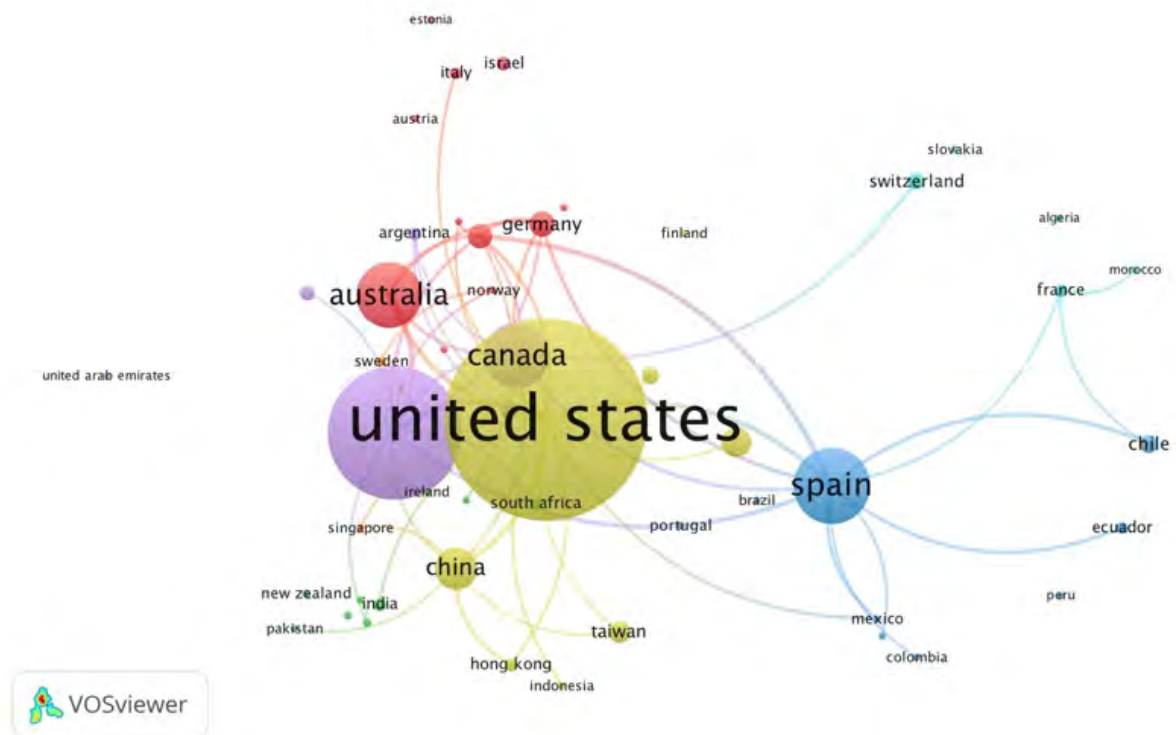 estonia
israel
italy
austria
slovakia
switzerland
algeria
argentina
germany
finland
morocco
france
australia
norway
canada
sweden
united arab emirates
united states
chile
spain
ireland
south africa
brazil
singapore
portugal
ecuador
china
new zealand
india
peru
pakistan
taiwan
mexico
hong kong
colombia
indonesia
VOSviewer